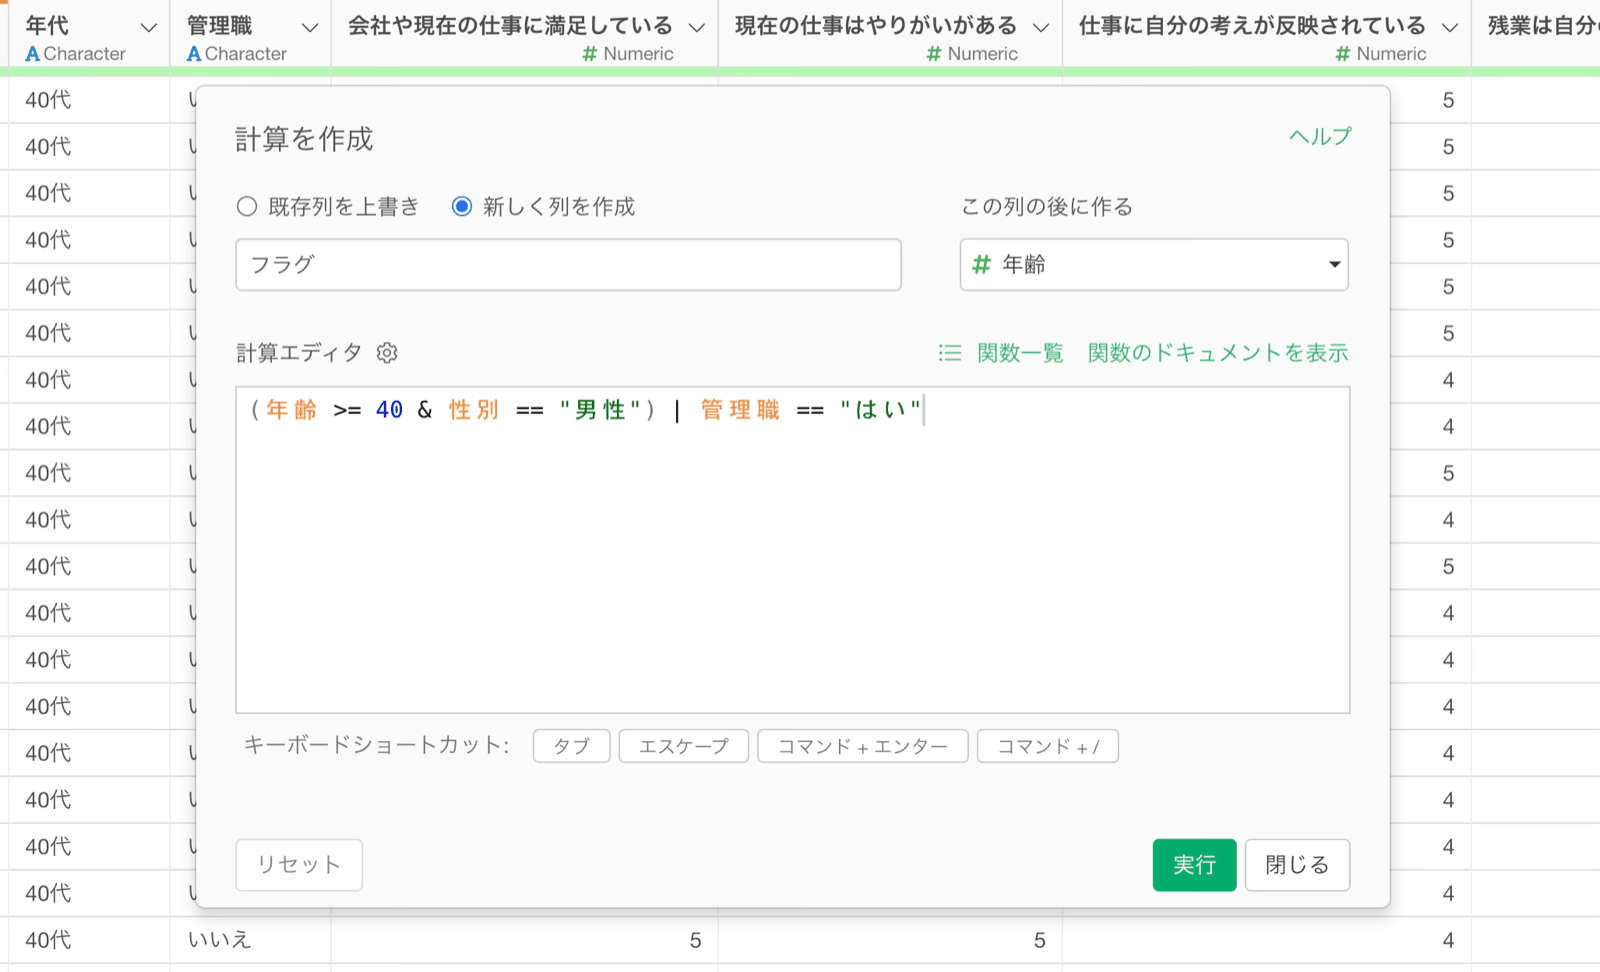 年代 管理職 会社や現在の仕事に満足している 現在の仕事はやりがいがある 仕事に自分の考えが反映されている 残業は自分
A Character A Character # Numeric # Numeric # Numeric
40代 5
40代 5
40代 5
40代 5
40代 5
40代 5
40代 4
40代 4
40代 5
40代 4
40代 5
40代 4
40代 4
40代 4
40代 4
40代 4
40代 4
40代 4
40代 いいえ 5 5 4
計算を作成 ヘルプ
既存列を上書き 新しく列を作成 この列の後に作る
フラグ # 年齢
計算エディタ 関数一覧 関数のドキュメントを表示
(年齢 >= 40 & 性別 == "男性") | 管理職 == "はい"
キーボードショートカット: タブ エスケープ コマンド + エンター コマンド + /
リセット 実行 閉じる